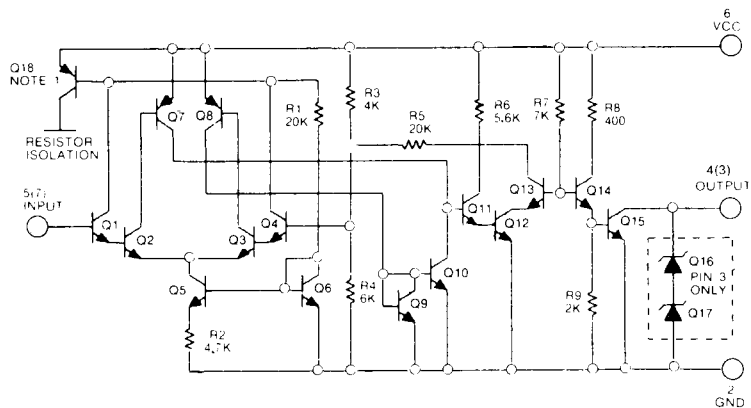 6
VCC
Q18
NOTE 1
Q7
Q8
R1
20K
R3
4K
R5
20K
R6
5.6K
R7
7K
R8
400
RESISTOR
ISOLATION
5(7)
INPUT
Q1
Q2
Q3
Q4
Q11
Q12
Q13
Q14
Q15
4(3)
OUTPUT
Q16
PIN 3
ONLY
Q17
Q5
Q6
R4
6K
Q9
Q10
R9
2K
R2
4.7K
2
GND